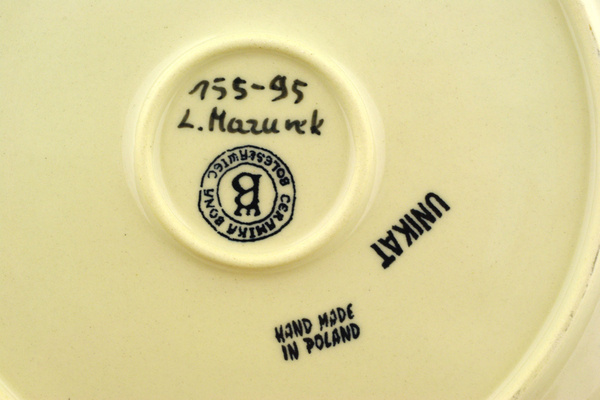 155-95
L. Mazurek
CERAMIKA BONA
BOLESŁAWIEC
B
UNIKAT
HAND MADE
IN POLAND